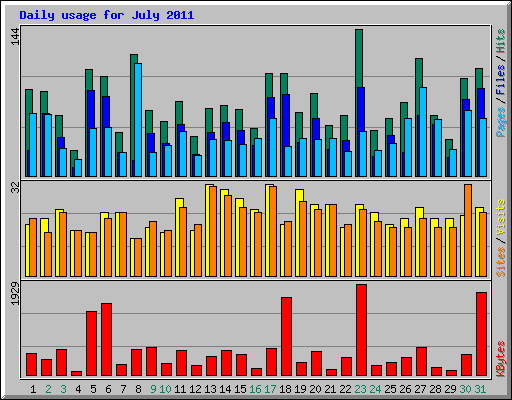 Daily usage for July 2011
144
Pages / Files / Hits
32
Sites / Visits
1929
KBytes
1 2 3 4 5 6 7 8 9 10 11 12 13 14 15 16 17 18 19 20 21 22 23 24 25 26 27 28 29 30 31